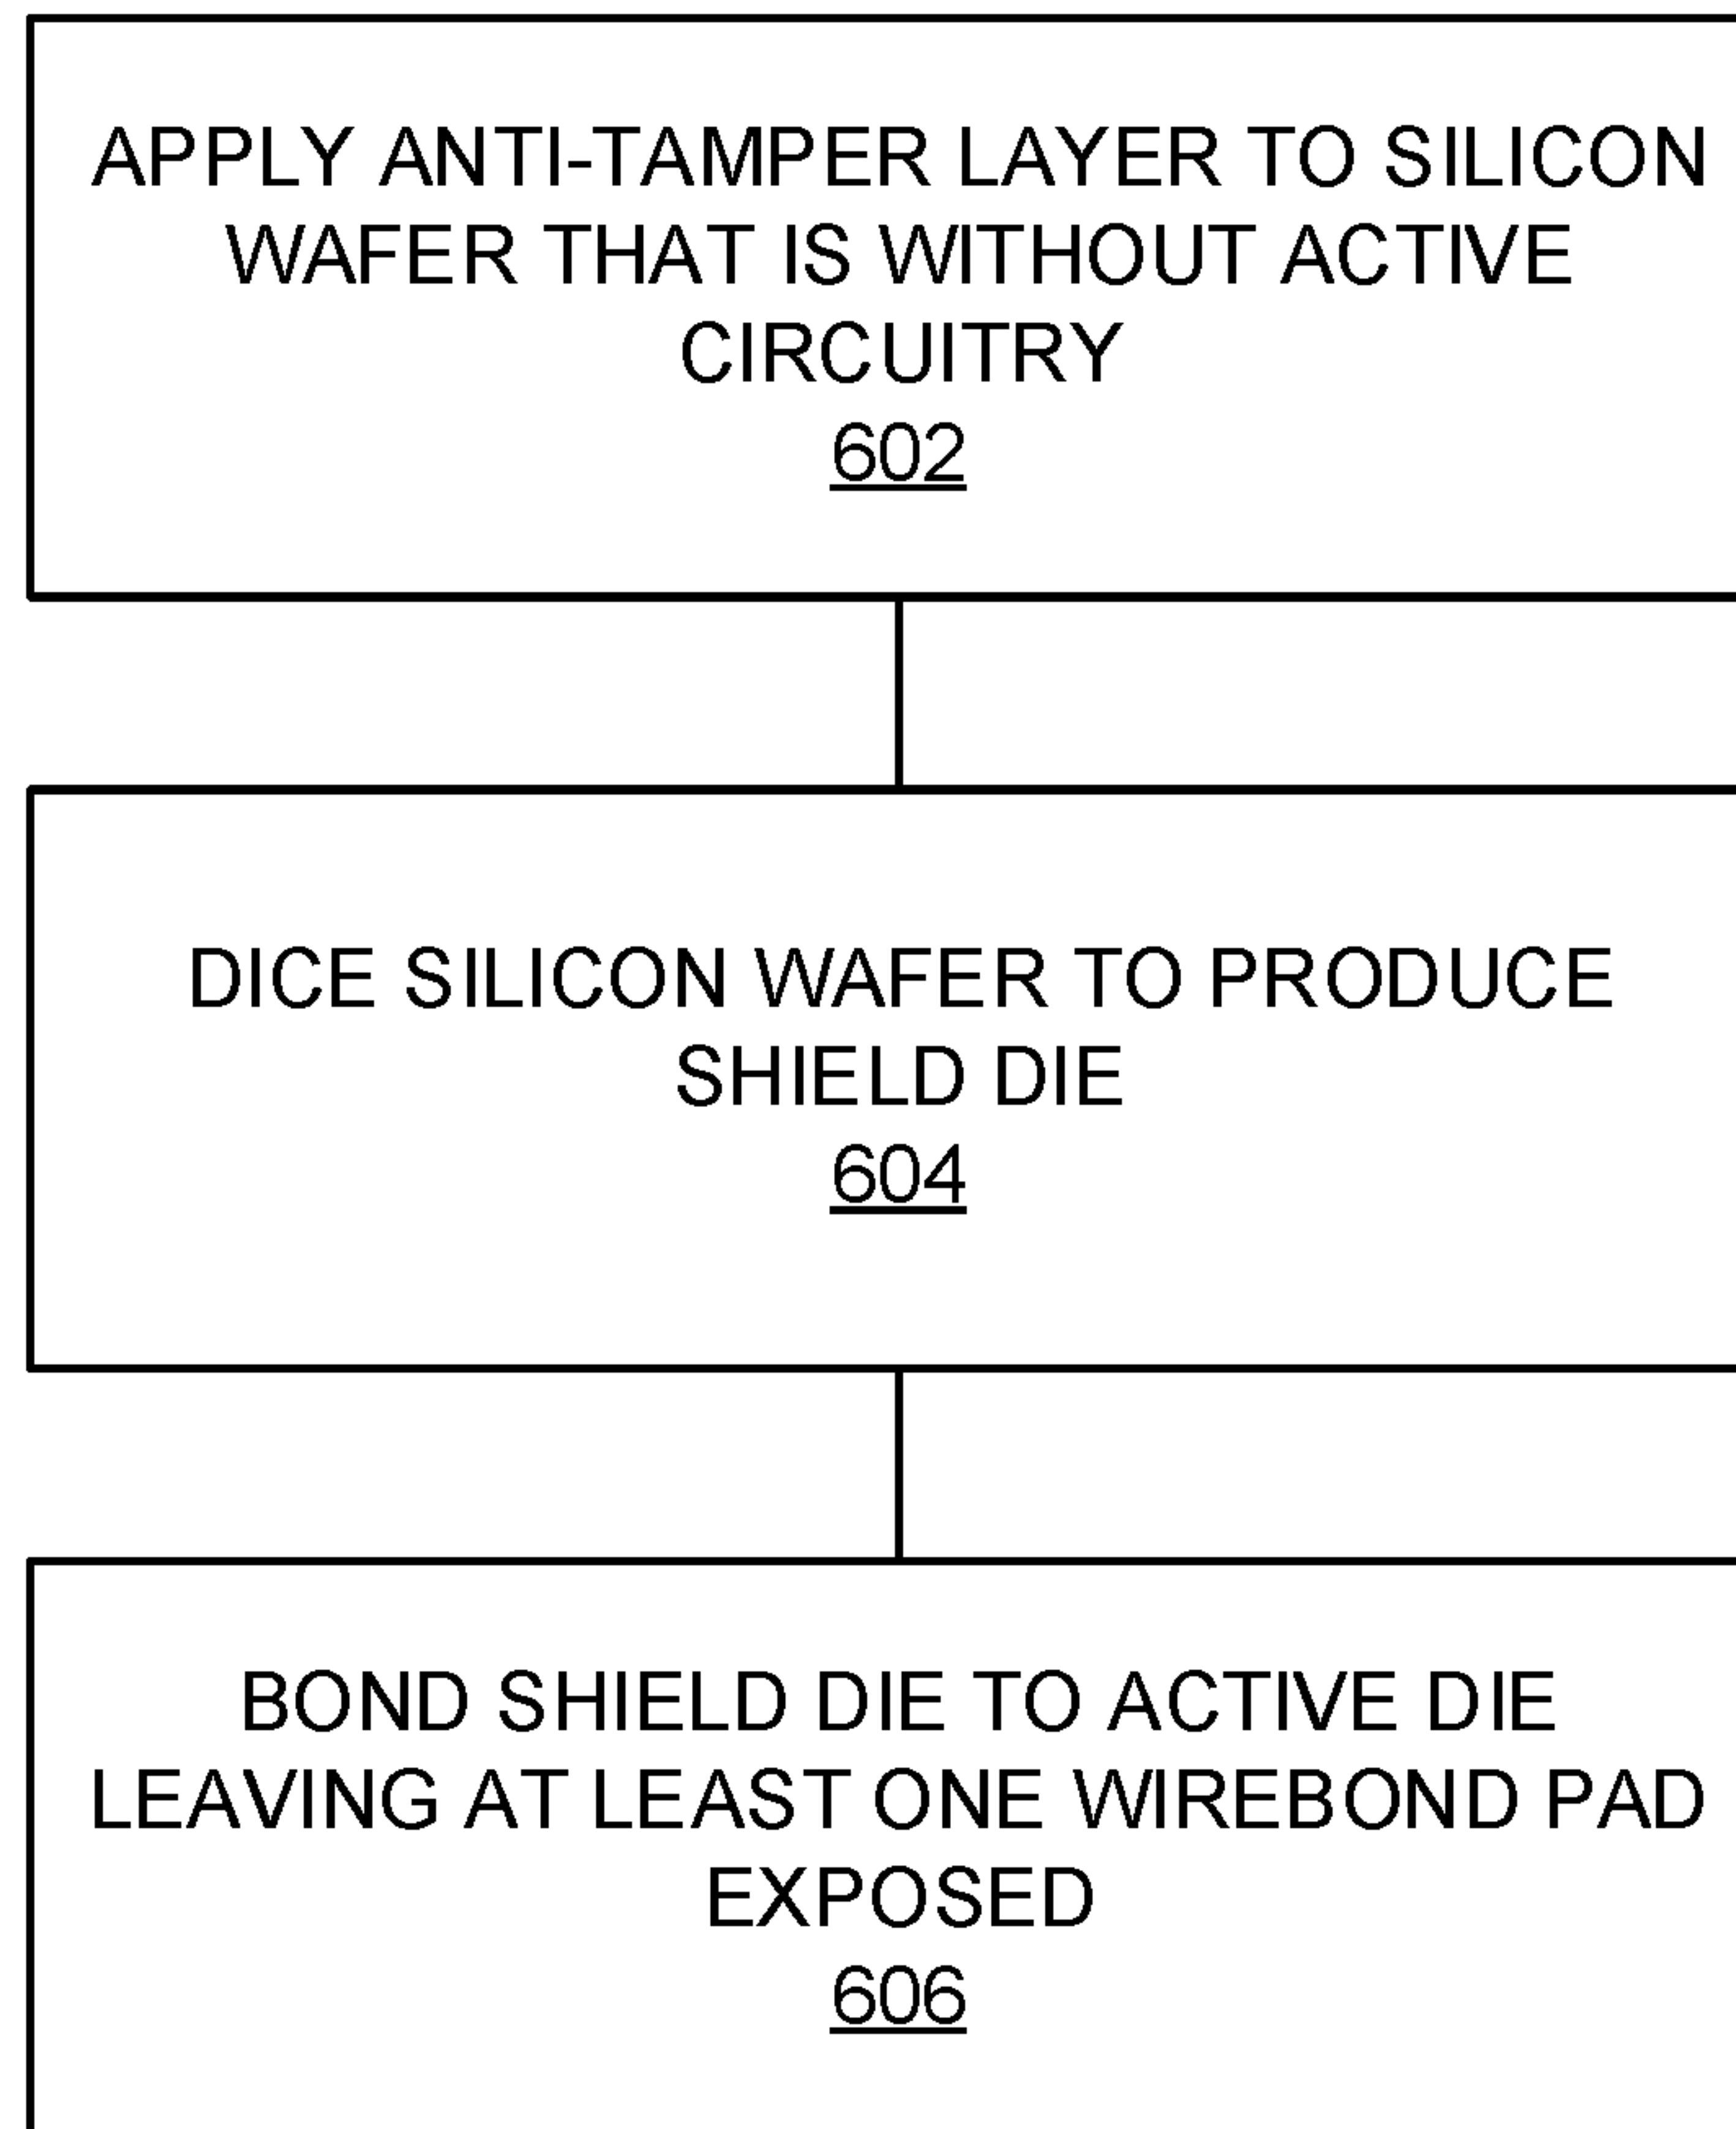 APPLY ANTI-TAMPER LAYER TO SILICON
WAFER THAT IS WITHOUT ACTIVE
CIRCUITRY
602
DICE SILICON WAFER TO PRODUCE
SHIELD DIE
604
BOND SHIELD DIE TO ACTIVE DIE
LEAVING AT LEAST ONE WIREBOND PAD
EXPOSED
606